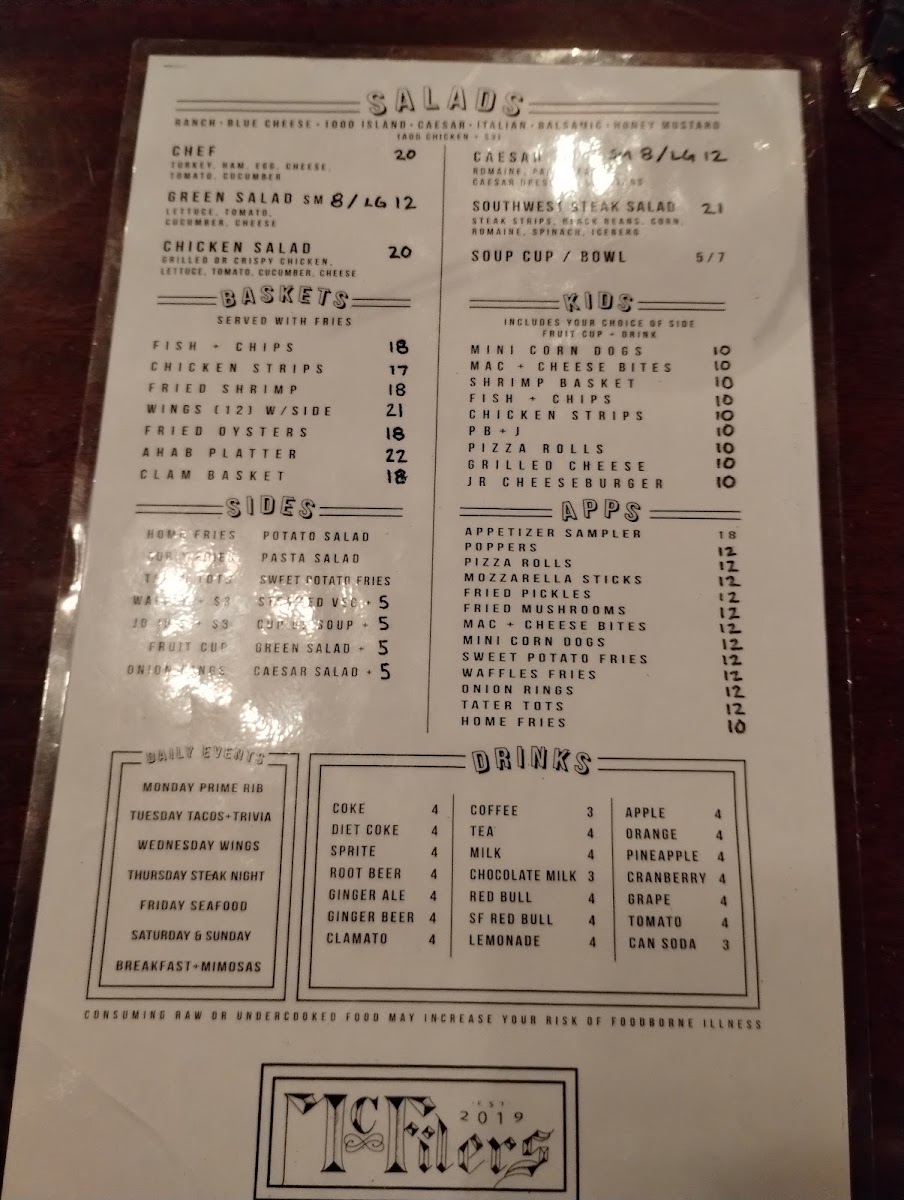 SALADS
RANCH · BLUE CHEESE · 1000 ISLAND · CAESAR · ITALIAN · BALSAMIC · HONEY MUSTARD
(ADD CHICKEN + $3)
CHEF 20
TURKEY, HAM, EGG, CHEESE,
TOMATO, CUCUMBER
GREEN SALAD SM 8/LG 12
LETTUCE, TOMATO,
CUCUMBER, CHEESE
CHICKEN SALAD 20
GRILLED OR CRISPY CHICKEN,
LETTUCE, TOMATO, CUCUMBER, CHEESE
CAESAR SM 8/LG 12
ROMAINE,
CAESAR
SOUTHWEST STEAK SALAD 21
STEAK STRIPS, BLACK BEANS, CORN,
ROMAINE, SPINACH, ICEBERG
SOUP CUP / BOWL 5/7
BASKETS
SERVED WITH FRIES
FISH + CHIPS 18
CHICKEN STRIPS 17
FRIED SHRIMP 18
WINGS (12) W/SIDE 21
FRIED OYSTERS 18
AHAB PLATTER 22
CLAM BASKET 18
KIDS
INCLUDES YOUR CHOICE OF SIDE
FRUIT CUP + DRINK
MINI CORN DOGS 10
MAC + CHEESE BITES 10
SHRIMP BASKET 10
FISH + CHIPS 10
CHICKEN STRIPS 10
PB + J 10
PIZZA ROLLS 10
GRILLED CHEESE 10
JR CHEESEBURGER 10
SIDES
HOME FRIES POTATO SALAD
PASTA SALAD
TOTS SWEET POTATO FRIES
+ $3 VEG + 5
+ $3 CUP OF SOUP + 5
FRUIT CUP GREEN SALAD + 5
ONION RINGS CAESAR SALAD + 5
APPS
APPETIZER SAMPLER 18
POPPERS 12
PIZZA ROLLS 12
MOZZARELLA STICKS 12
FRIED PICKLES 12
FRIED MUSHROOMS 12
MAC + CHEESE BITES 12
MINI CORN DOGS 12
SWEET POTATO FRIES 12
WAFFLES FRIES 12
ONION RINGS 12
TATER TOTS 12
HOME FRIES 10
DAILY EVENTS
MONDAY PRIME RIB
TUESDAY TACOS+TRIVIA
WEDNESDAY WINGS
THURSDAY STEAK NIGHT
FRIDAY SEAFOOD
SATURDAY & SUNDAY
BREAKFAST+MIMOSAS
DRINKS
COKE 4
DIET COKE 4
SPRITE 4
ROOT BEER 4
GINGER ALE 4
GINGER BEER 4
CLAMATO 4
COFFEE 3
TEA 4
MILK 4
CHOCOLATE MILK 3
RED BULL 4
SF RED BULL 4
LEMONADE 4
APPLE 4
ORANGE 4
PINEAPPLE 4
CRANBERRY 4
GRAPE 4
TOMATO 4
CAN SODA 3
CONSUMING RAW OR UNDERCOOKED FOOD MAY INCREASE YOUR RISK OF FOODBORNE ILLNESS
EST
2019
McFilers